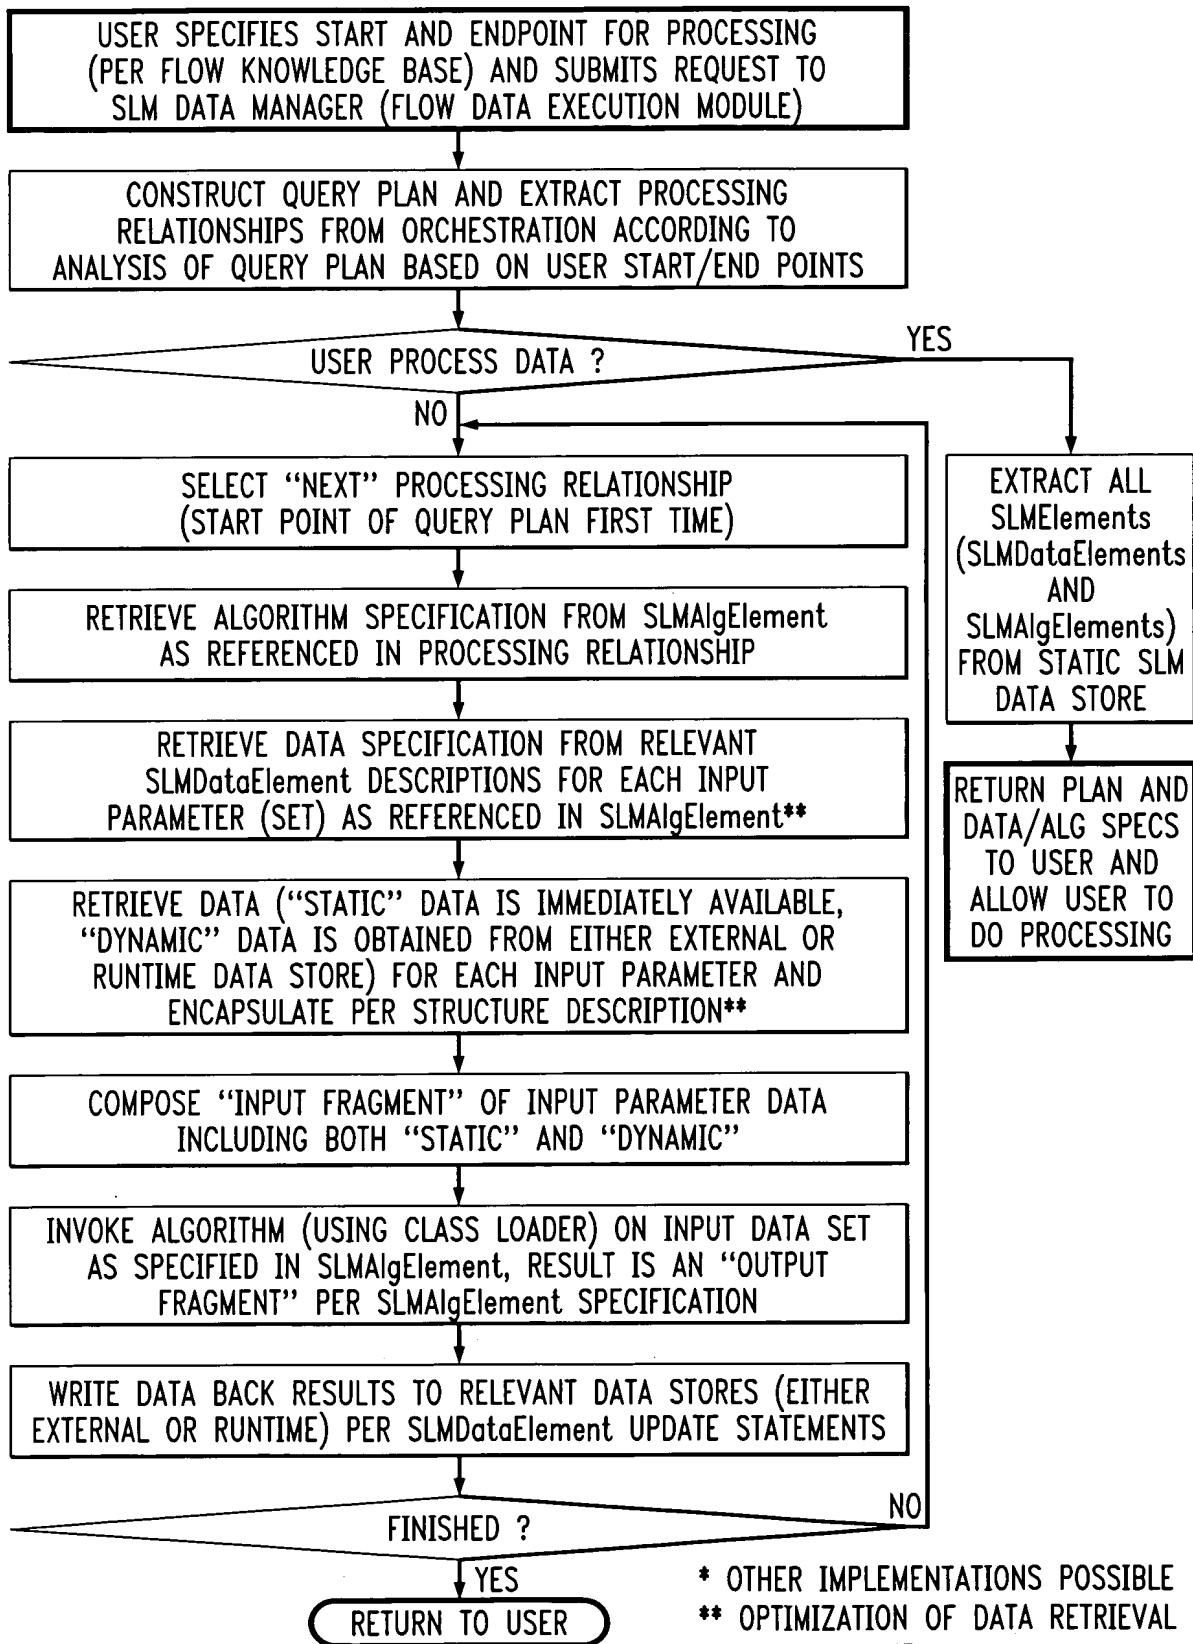 USER SPECIFIES START AND ENDPOINT FOR PROCESSING
(PER FLOW KNOWLEDGE BASE) AND SUBMITS REQUEST TO
SLM DATA MANAGER (FLOW DATA EXECUTION MODULE)
CONSTRUCT QUERY PLAN AND EXTRACT PROCESSING
RELATIONSHIPS FROM ORCHESTRATION ACCORDING TO
ANALYSIS OF QUERY PLAN BASED ON USER START/END POINTS
USER PROCESS DATA ?
YES
NO
SELECT “NEXT” PROCESSING RELATIONSHIP
(START POINT OF QUERY PLAN FIRST TIME)
RETRIEVE ALGORITHM SPECIFICATION FROM SLMAlgElement
AS REFERENCED IN PROCESSING RELATIONSHIP
RETRIEVE DATA SPECIFICATION FROM RELEVANT
SLMDataElement DESCRIPTIONS FOR EACH INPUT
PARAMETER (SET) AS REFERENCED IN SLMAlgElement**
RETRIEVE DATA (“STATIC” DATA IS IMMEDIATELY AVAILABLE,
“DYNAMIC” DATA IS OBTAINED FROM EITHER EXTERNAL OR
RUNTIME DATA STORE) FOR EACH INPUT PARAMETER AND
ENCAPSULATE PER STRUCTURE DESCRIPTION**
COMPOSE “INPUT FRAGMENT” OF INPUT PARAMETER DATA
INCLUDING BOTH “STATIC” AND “DYNAMIC”
INVOKE ALGORITHM (USING CLASS LOADER) ON INPUT DATA SET
AS SPECIFIED IN SLMAlgElement, RESULT IS AN “OUTPUT
FRAGMENT” PER SLMAlgElement SPECIFICATION
WRITE DATA BACK RESULTS TO RELEVANT DATA STORES (EITHER
EXTERNAL OR RUNTIME) PER SLMDataElement UPDATE STATEMENTS
FINISHED ?
NO
YES
RETURN TO USER
EXTRACT ALL
SLMElements
(SLMDataElements
AND
SLMAlgElements)
FROM STATIC SLM
DATA STORE
RETURN PLAN AND
DATA/ALG SPECS
TO USER AND
ALLOW USER TO
DO PROCESSING
* OTHER IMPLEMENTATIONS POSSIBLE
** OPTIMIZATION OF DATA RETRIEVAL